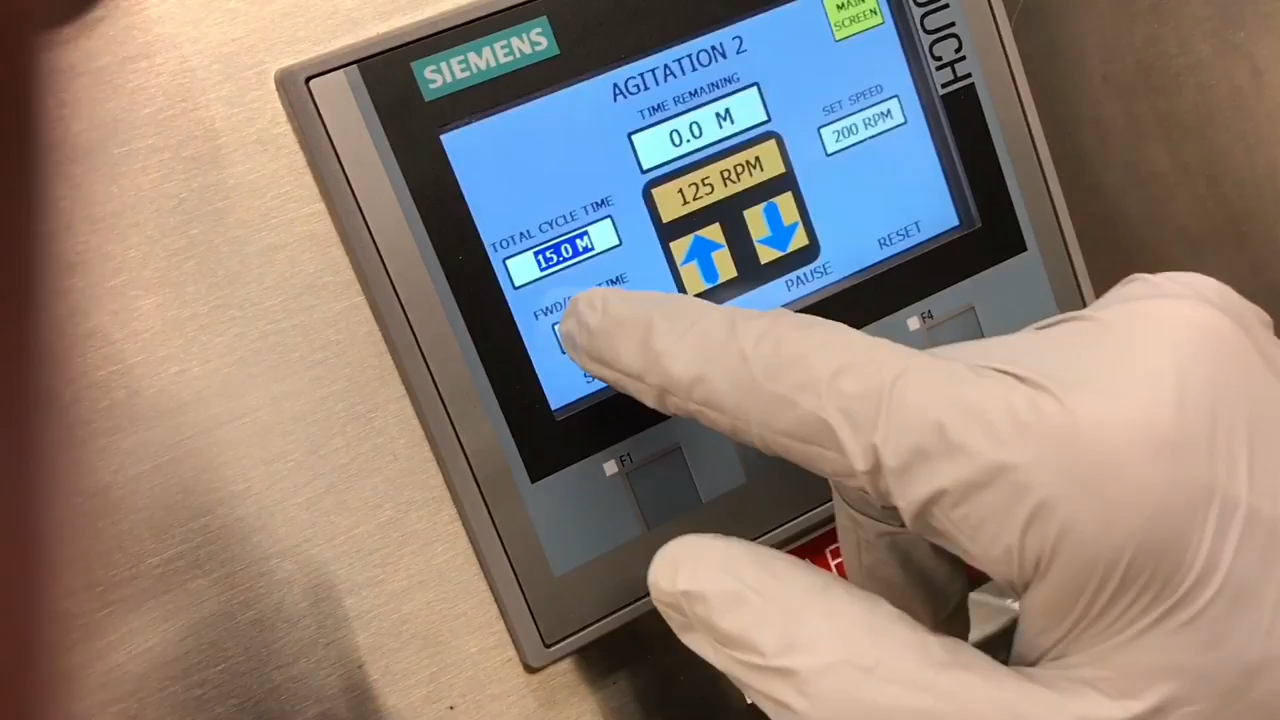 SIEMENS
OUCH
MAIN
SCREEN
AGITATION 2
TIME REMAINING
0.0 M
SET SPEED
200 RPM
125 RPM
TOTAL CYCLE TIME
15.0 M
FWD/ TIME
PAUSE
RESET
F1
F4